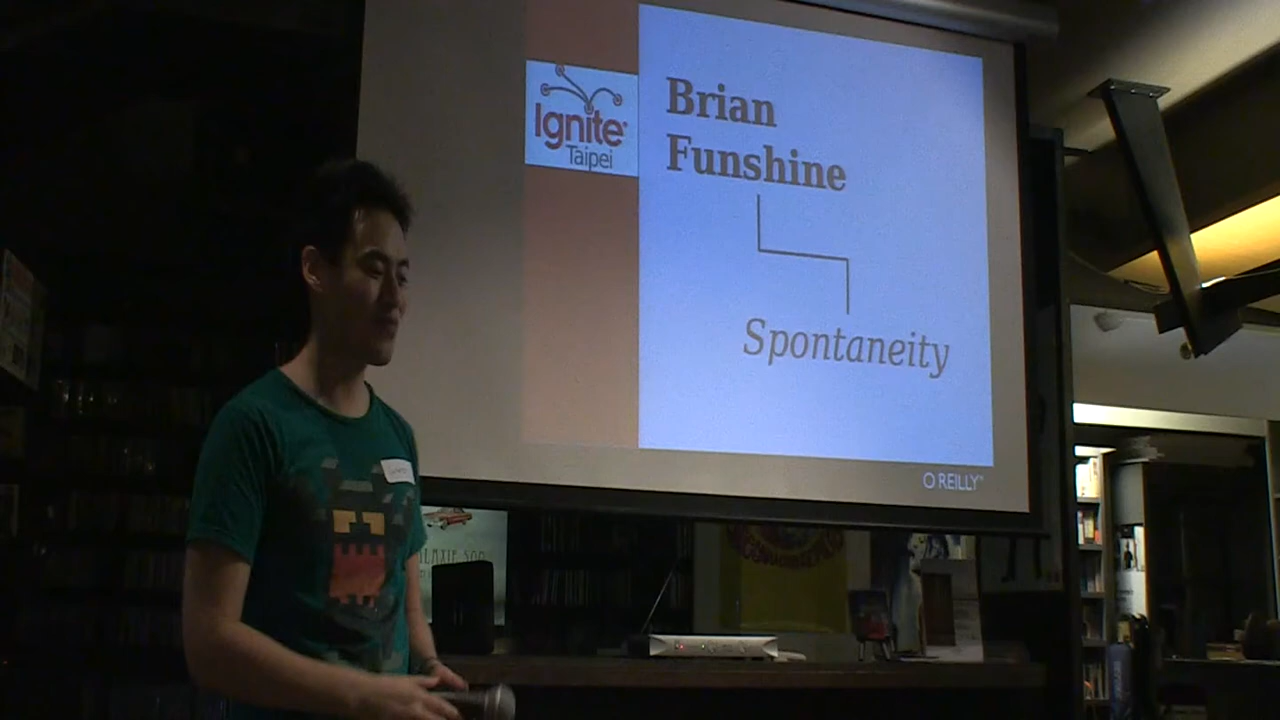 Ignite
Taipei
Brian
Funshine
Spontaneity
O REILLY